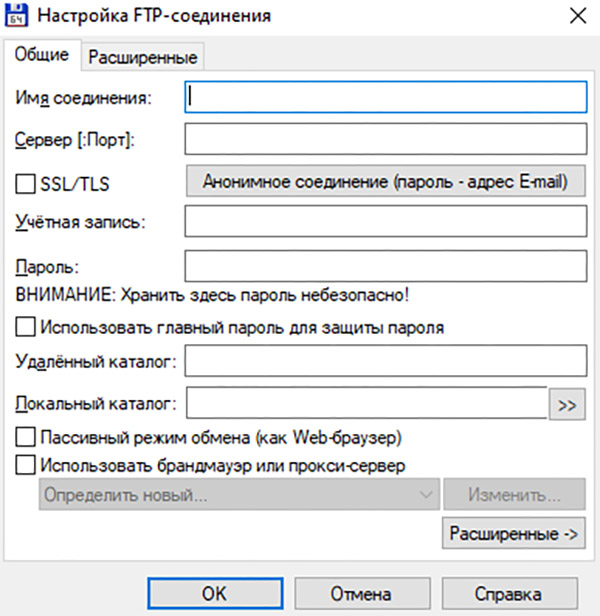 64
Настройка FTP-соединения
Общие
Расширенные
Имя соединения:
Сервер [:Порт]:
SSL/TLS
Анонимное соединение (пароль - адрес E-mail)
Учётная запись:
Пароль:
ВНИМАНИЕ: Хранить здесь пароль небезопасно!
Использовать главный пароль для защиты пароля
Удалённый каталог:
Локальный каталог:
>>
Пассивный режим обмена (как Web-браузер)
Использовать брандмауэр или прокси-сервер
Определить новый...
Изменить...
Расширенные ->
OK
Отмена
Справка